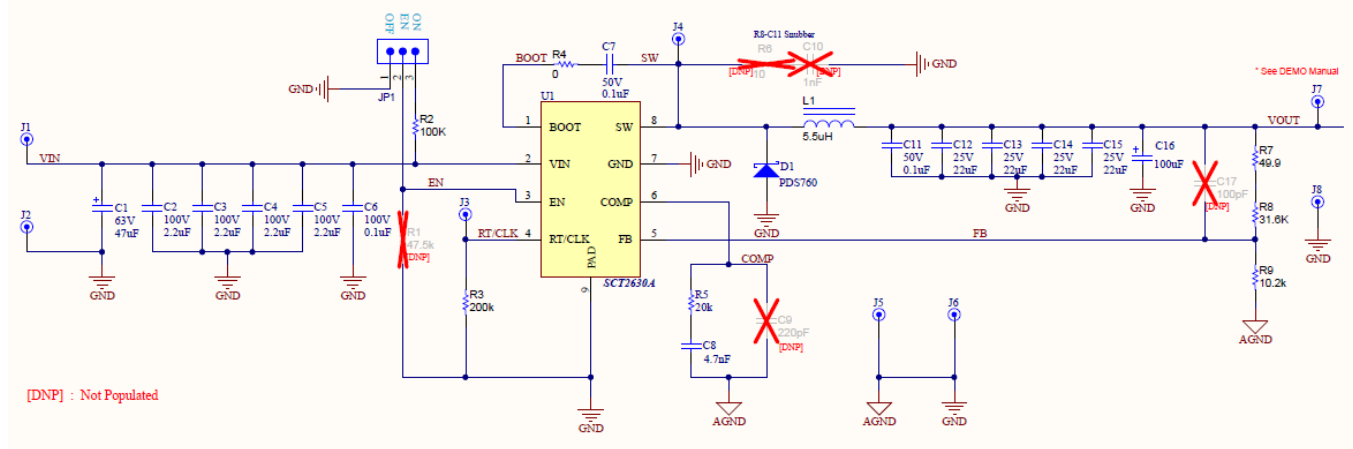 OFF
EN
ON
1
2
3
JP1
GND
R2
100K
J1
VIN
J2
C1
63V
47uF
GND
C2
100V
2.2uF
C3
100V
2.2uF
GND
C4
100V
2.2uF
C5
100V
2.2uF
C6
100V
0.1uF
GND
EN
R1
47.5k
[DNP]
J3
RT/CLK
R3
200k
BOOT
R4
0
C7
50V
0.1uF
SW
J4
R8-C11 Snubber
R6
[DNP]
10
C10
[DNP]
1nF
GND
U1
1 BOOT SW 8
2 VIN GND 7
3 EN COMP 6
4 RT/CLK FB 5
PAD
9
SCT2630A
GND
GND
D1
PDS760
GND
L1
5.5uH
C11
50V
0.1uF
C12
25V
22uF
C13
25V
22uF
C14
25V
22uF
C15
25V
22uF
GND
C16
100uF
GND
* See DEMO Manual
J7
VOUT
C17
100pF
[DNP]
R7
49.9
R8
31.6K
J8
GND
FB
R9
10.2k
AGND
COMP
R5
20k
C8
4.7nF
C9
220pF
[DNP]
AGND
J5
J6
AGND
GND
[DNP] : Not Populated